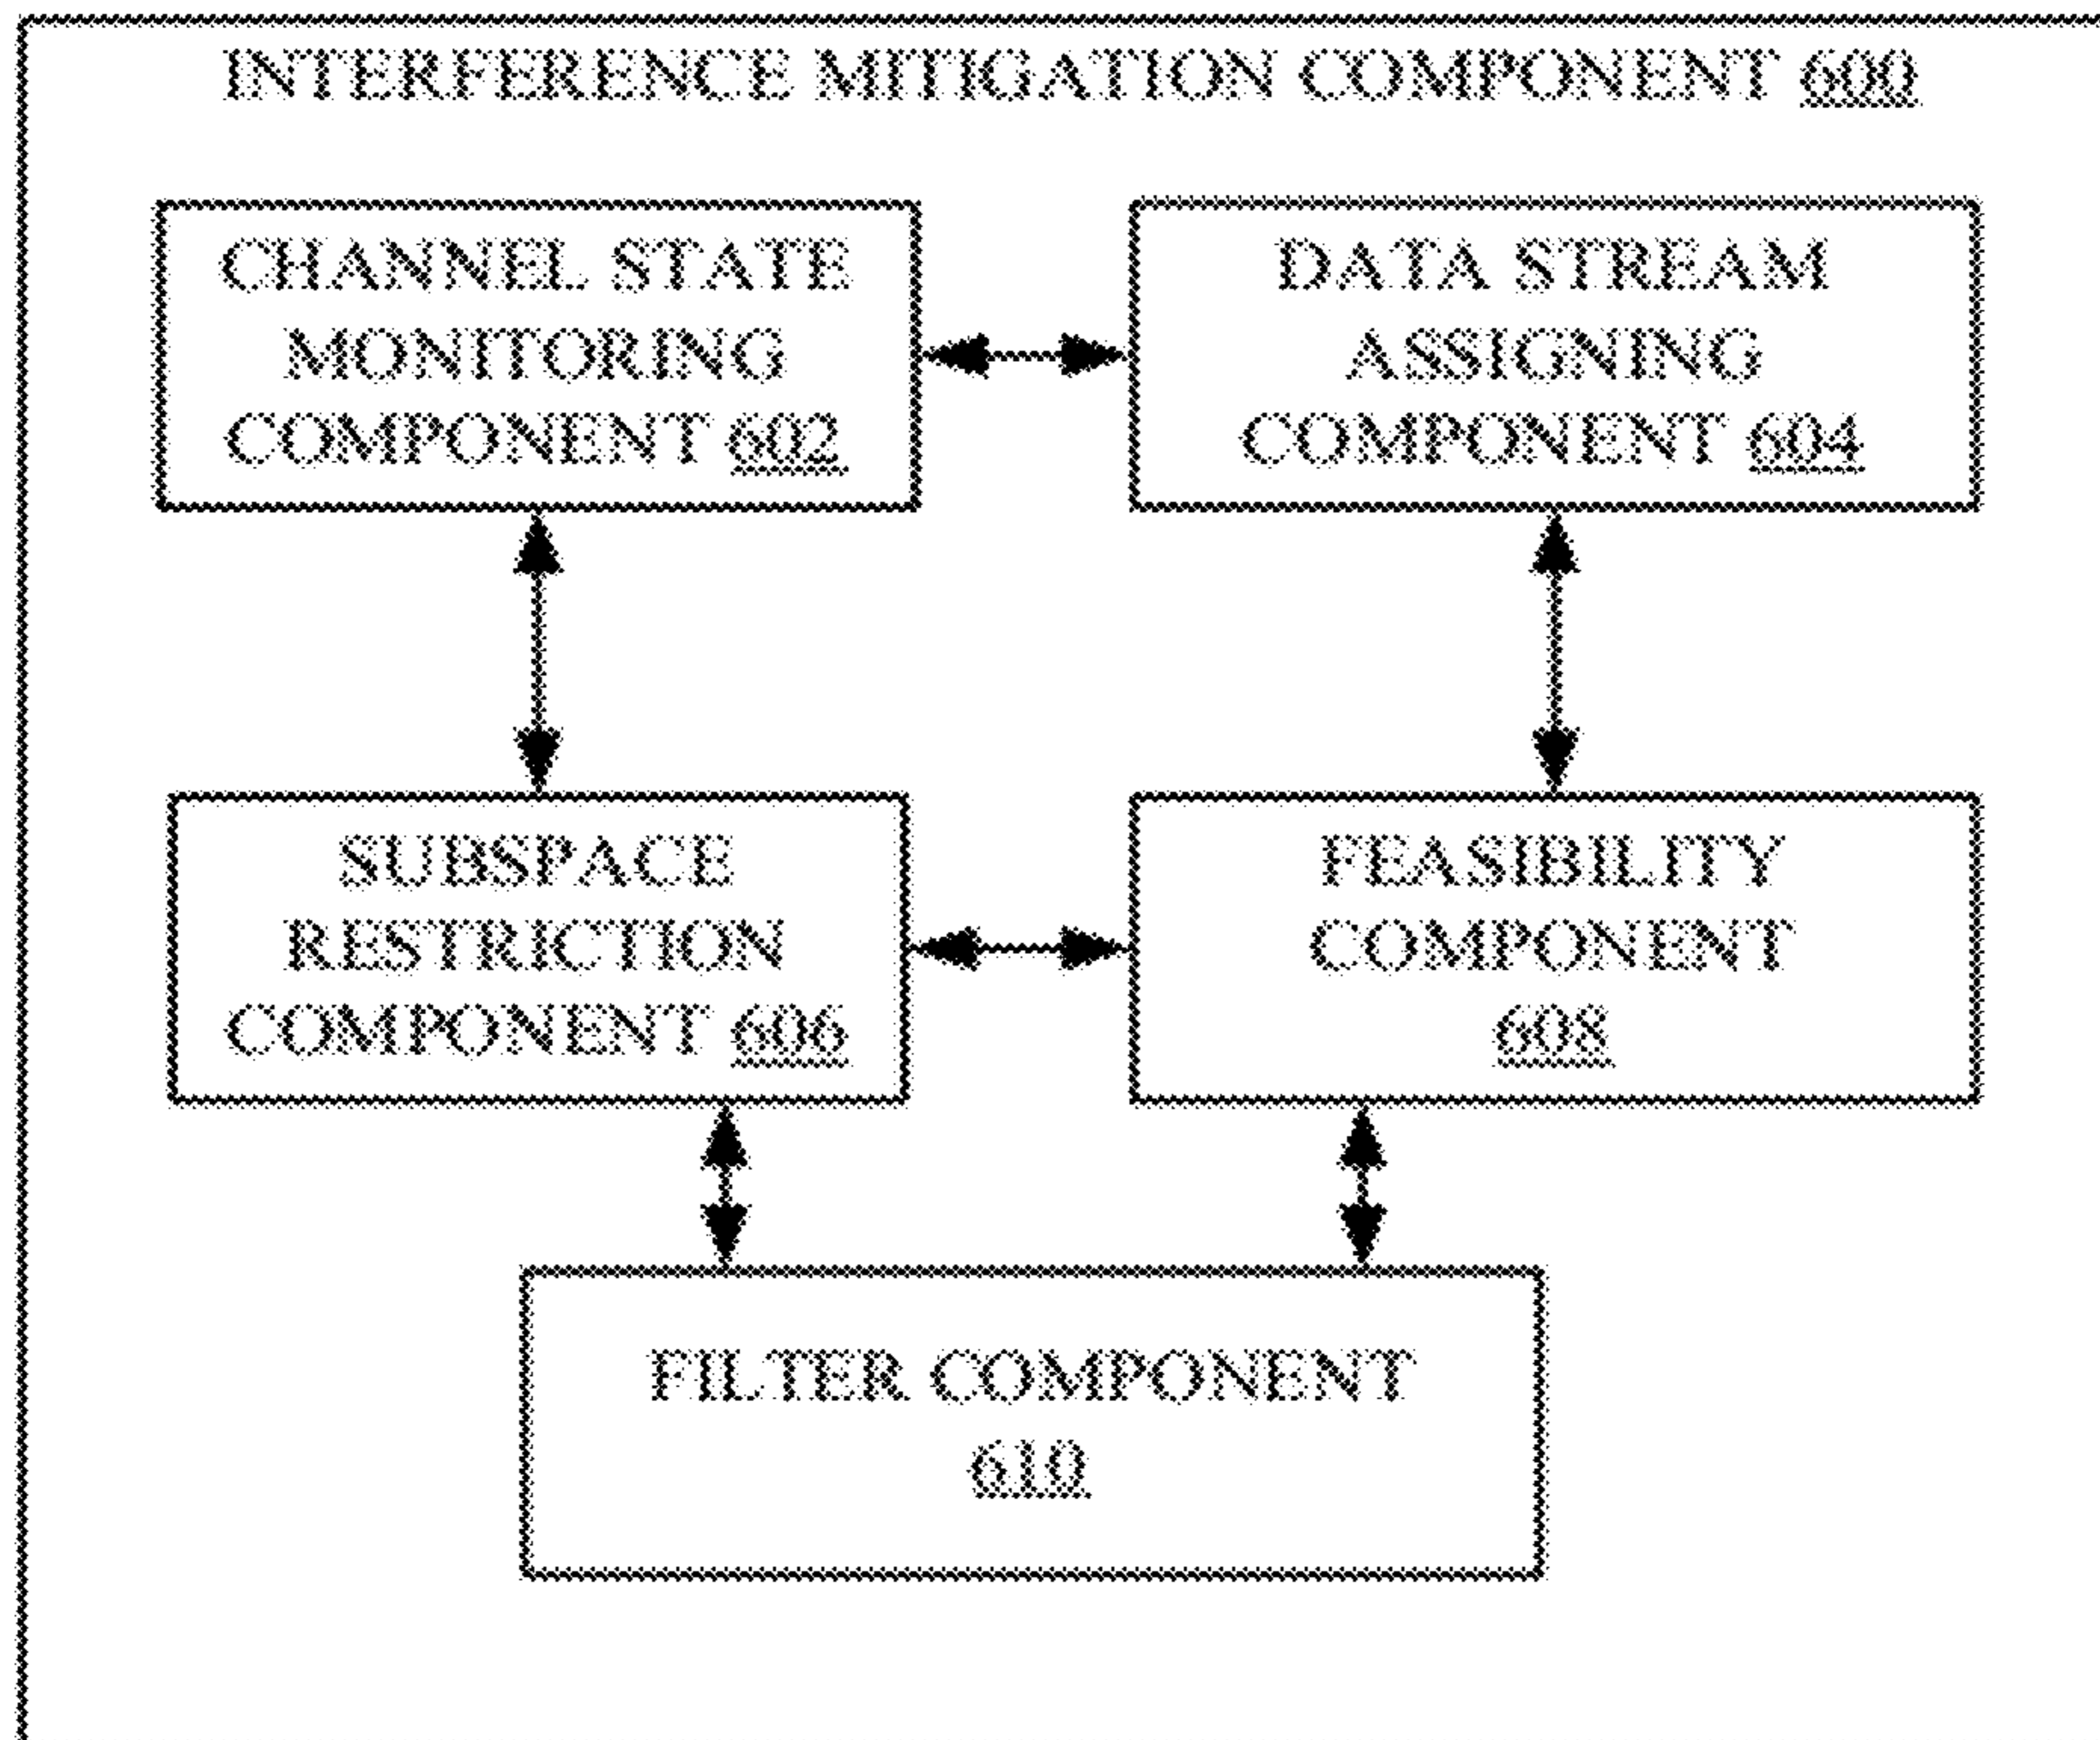 INTERFERENCE MITIGATION COMPONENT 600
CHANNEL STATE
MONITORING
COMPONENT 602
DATA STREAM
ASSIGNING
COMPONENT 604
SUBSPACE
RESTRICTION
COMPONENT 606
FEASIBILITY
COMPONENT
608
FILTER COMPONENT
610